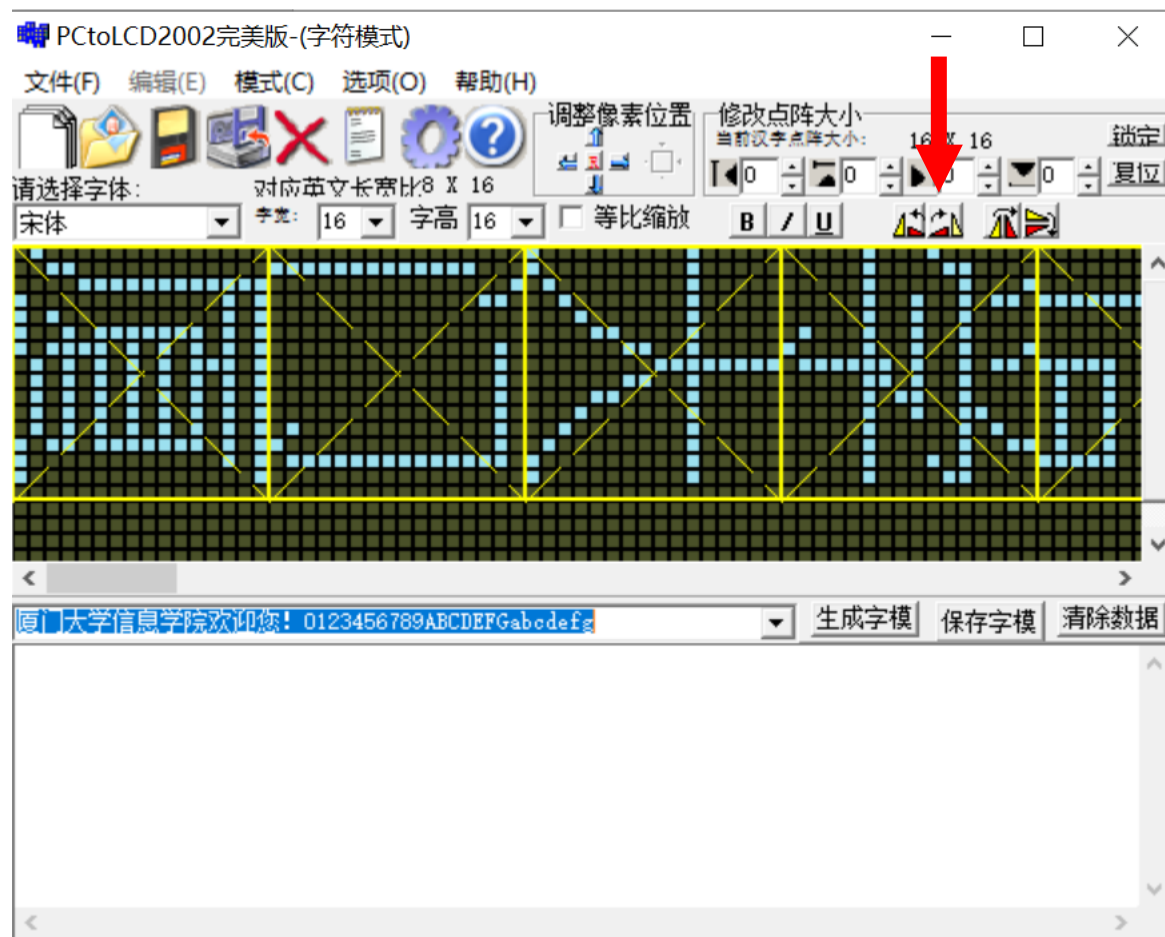 PCtoLCD2002完美版-(字符模式)
文件(F) 编辑(E) 模式(C) 选项(O) 帮助(H)
调整像素位置 修改点阵大小
当前汉字点阵大小: 16 X 16 锁定
0 0 0 0 复位
请选择字体: 对应英文长宽比8 X 16
宋体 字宽: 16 字高 16 等比缩放 B / U
厦门大学信息学院欢迎您! 0123456789ABCDEFGabcdefg 生成字模 保存字模 清除数据